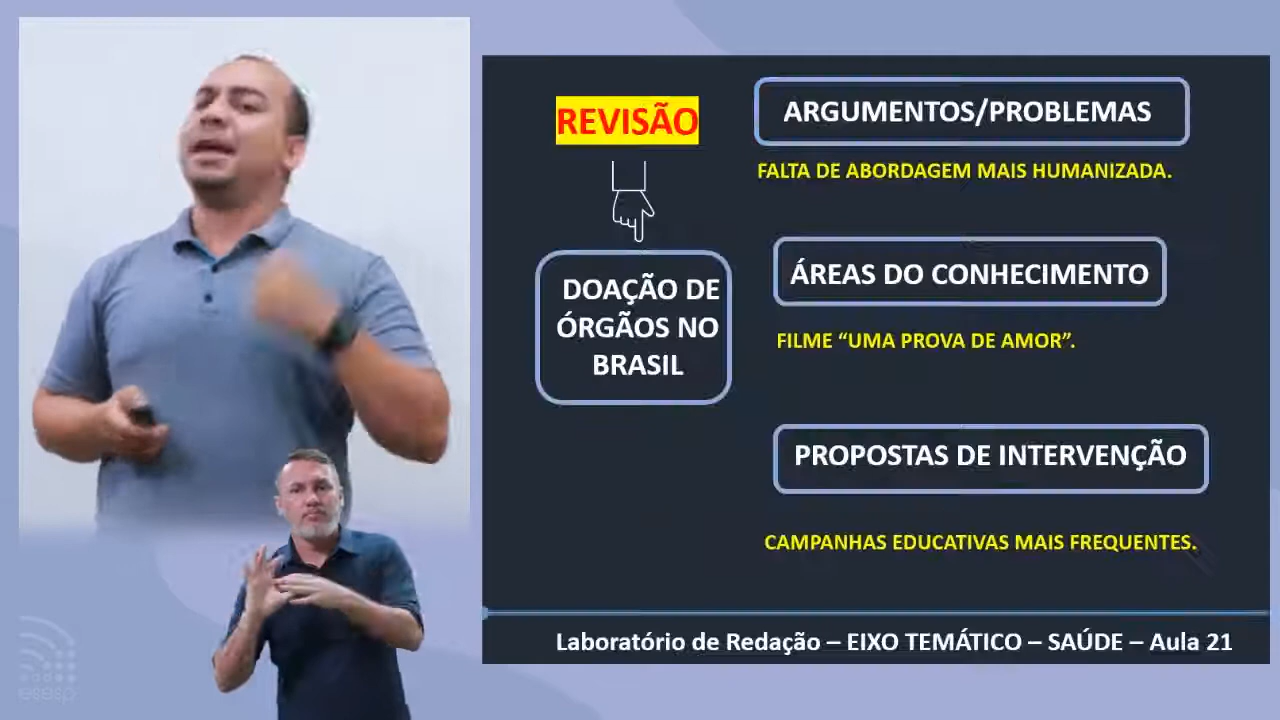 REVISÃO
DOAÇÃO DE
ÓRGÃOS NO
BRASIL
ARGUMENTOS/PROBLEMAS
FALTA DE ABORDAGEM MAIS HUMANIZADA.
ÁREAS DO CONHECIMENTO
FILME “UMA PROVA DE AMOR”.
PROPOSTAS DE INTERVENÇÃO
CAMPANHAS EDUCATIVAS MAIS FREQUENTES.
Laboratório de Redação – EIXO TEMÁTICO – SAÚDE – Aula 21
esesp